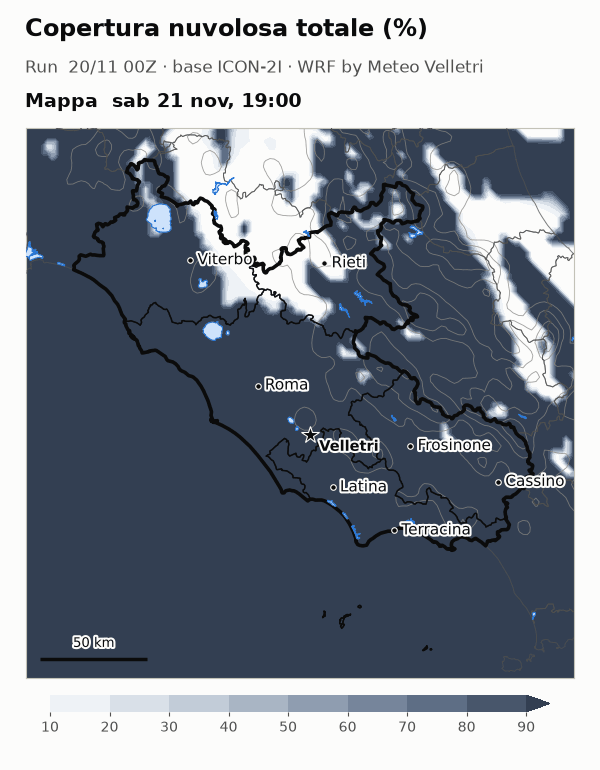 Copertura nuvolosa totale (%)
Run 20/11 00Z · base ICON-2I · WRF by Meteo Velletri
Mappa sab 21 nov, 19:00
Viterbo
Rieti
Roma
Velletri
Frosinone
Cassino
Latina
Terracina
50 km
10 20 30 40 50 60 70 80 90